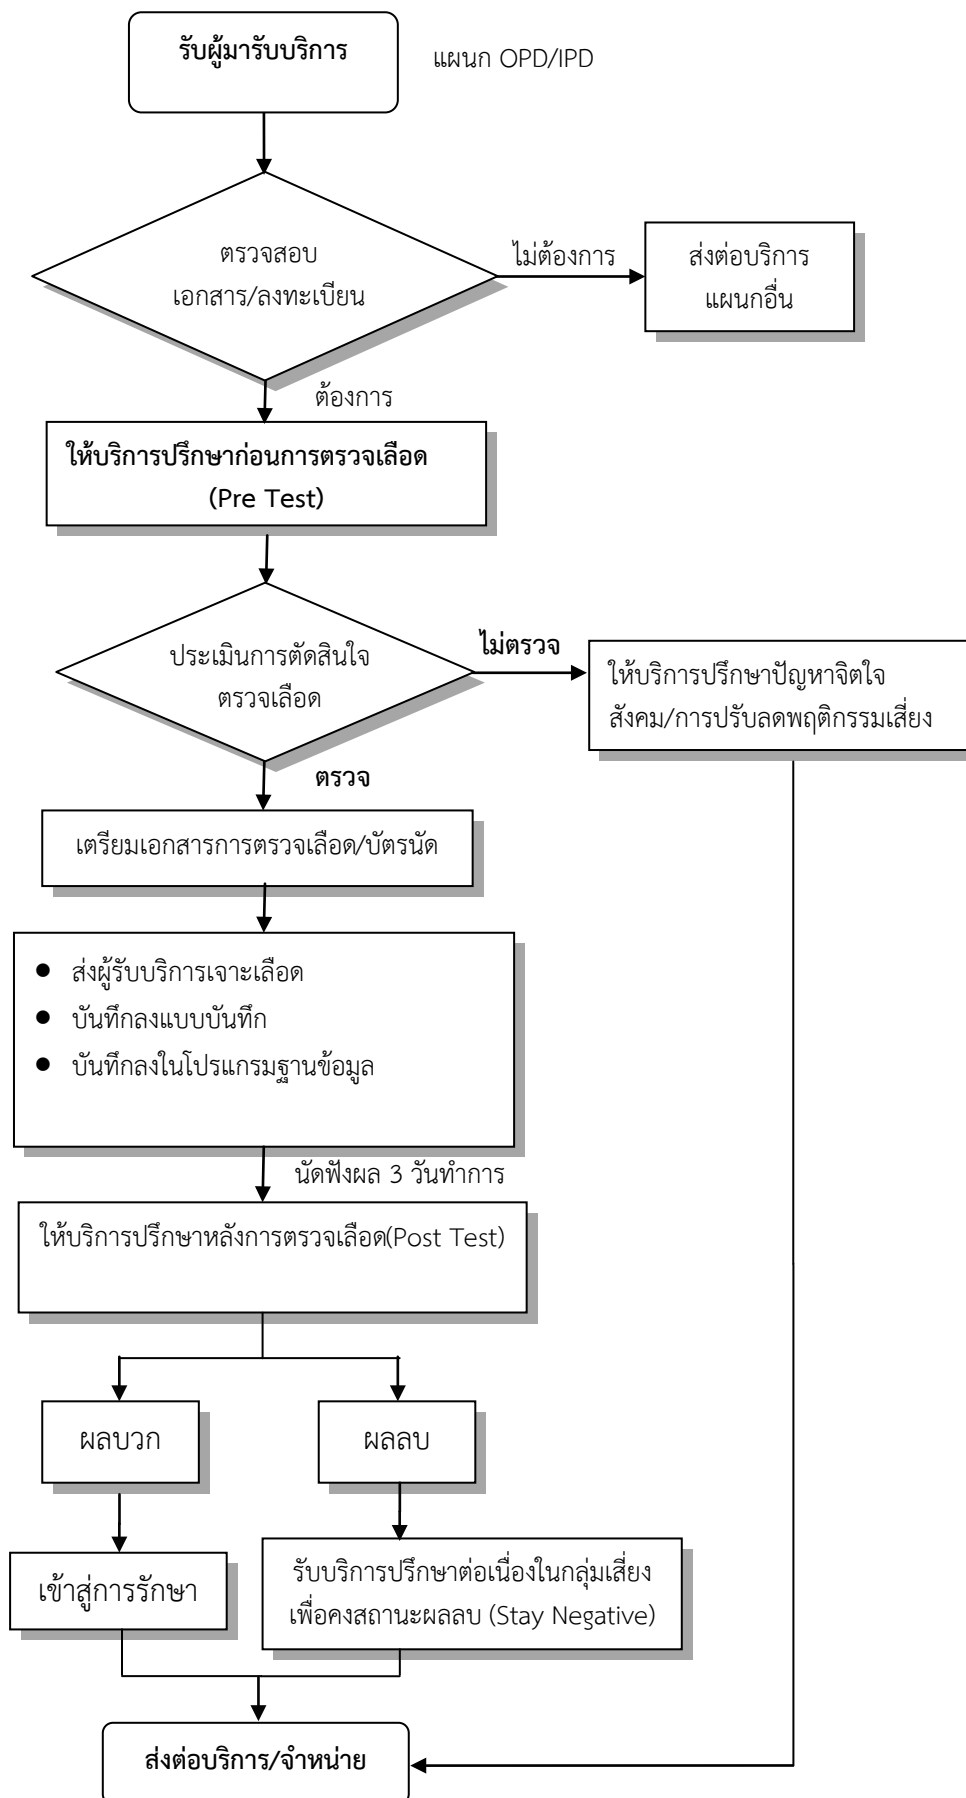 รับผู้มารับบริการ
แผนก OPD/IPD
ตรวจสอบ
เอกสาร/ลงทะเบียน
ไม่ต้องการ
ส่งต่อบริการ
แผนกอื่น
ต้องการ
ให้บริการปรึกษาก่อนการตรวจเลือด
(Pre Test)
ประเมินการตัดสินใจ
ตรวจเลือด
ไม่ตรวจ
ให้บริการปรึกษาปัญหาจิตใจ
สังคม/การปรับลดพฤติกรรมเสี่ยง
ตรวจ
เตรียมเอกสารการตรวจเลือด/บัตรนัด
● ส่งผู้รับบริการเจาะเลือด
● บันทึกลงแบบบันทึก
● บันทึกลงในโปรแกรมฐานข้อมูล
นัดฟังผล 3 วันทำการ
ให้บริการปรึกษาหลังการตรวจเลือด(Post Test)
ผลบวก
ผลลบ
เข้าสู่การรักษา
รับบริการปรึกษาต่อเนื่องในกลุ่มเสี่ยง
เพื่อคงสถานะผลลบ (Stay Negative)
ส่งต่อบริการ/จำหน่าย